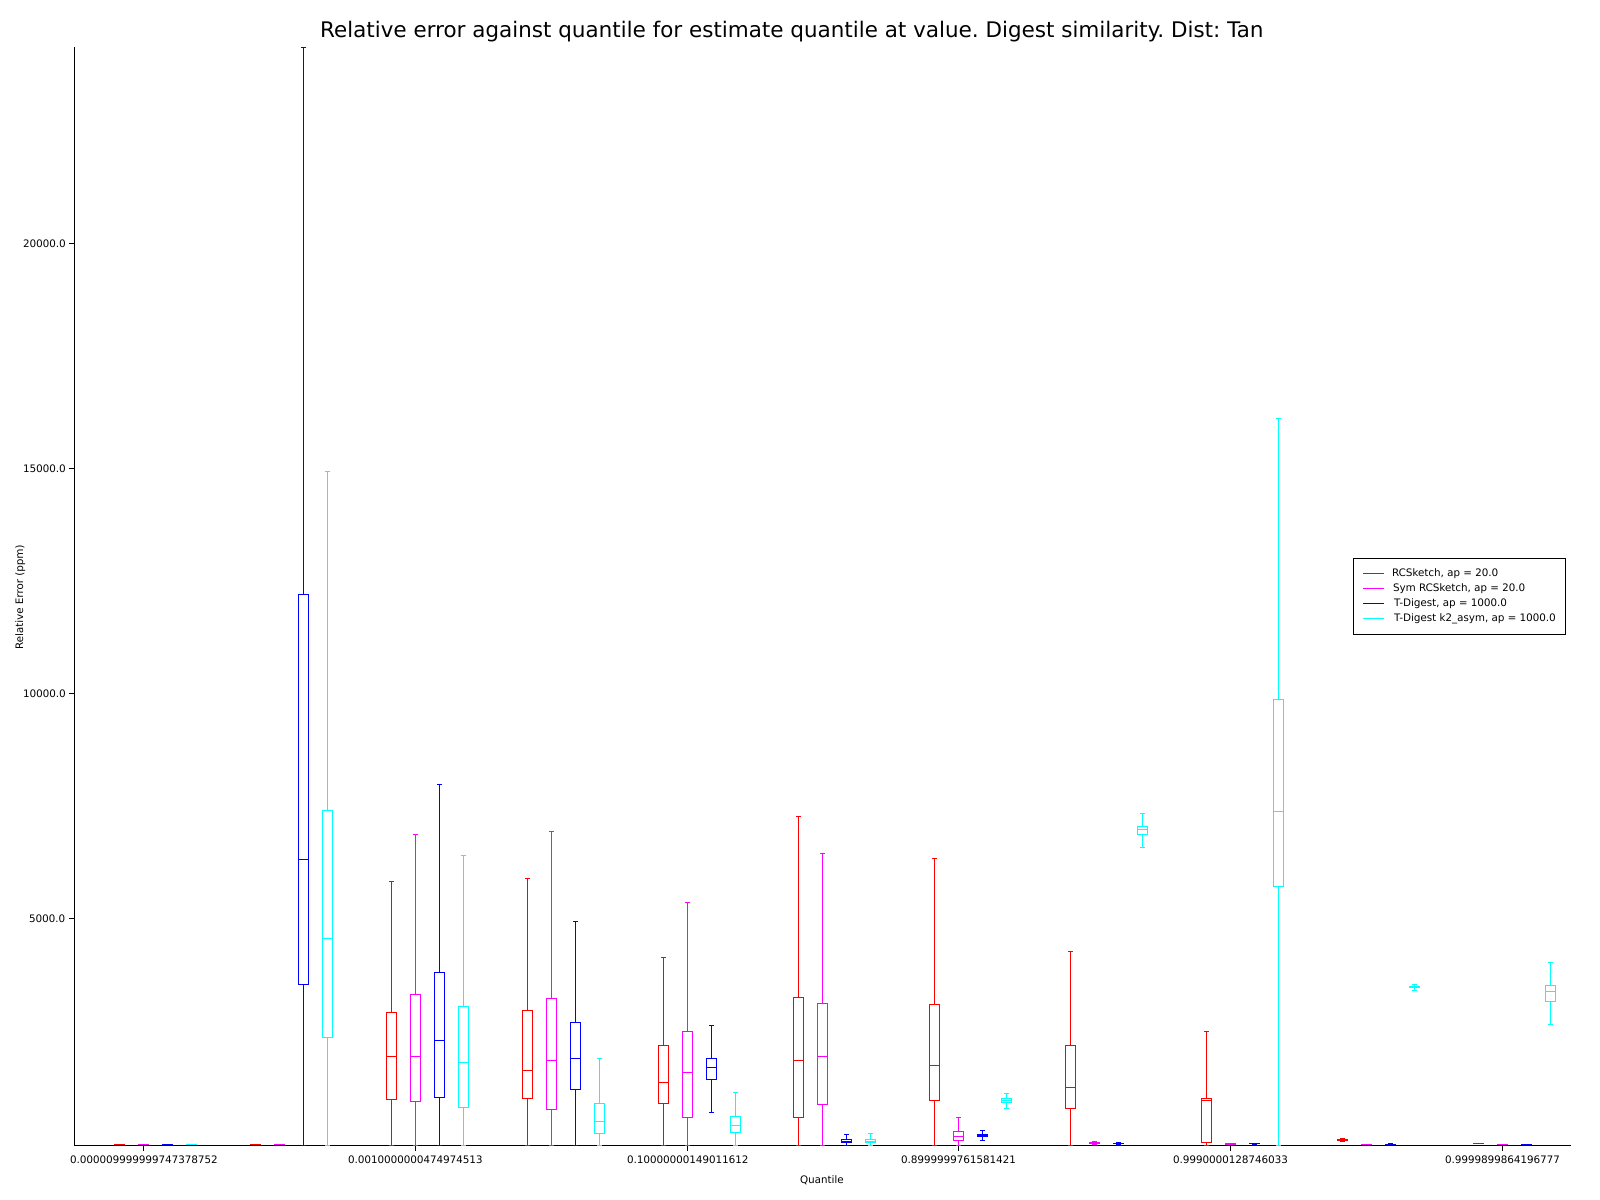 Relative error against quantile for estimate quantile at value. Digest similarity. Dist: Tan
20000.0
15000.0
10000.0
5000.0
Relative Error (ppm)
RCSketch, ap = 20.0
Sym RCSketch, ap = 20.0
T-Digest, ap = 1000.0
T-Digest k2_asym, ap = 1000.0
0.0000099999999747378752
0.001000000474974513
0.10000000149011612
0.8999999761581421
0.9990000128746033
0.9999899864196777
Quantile